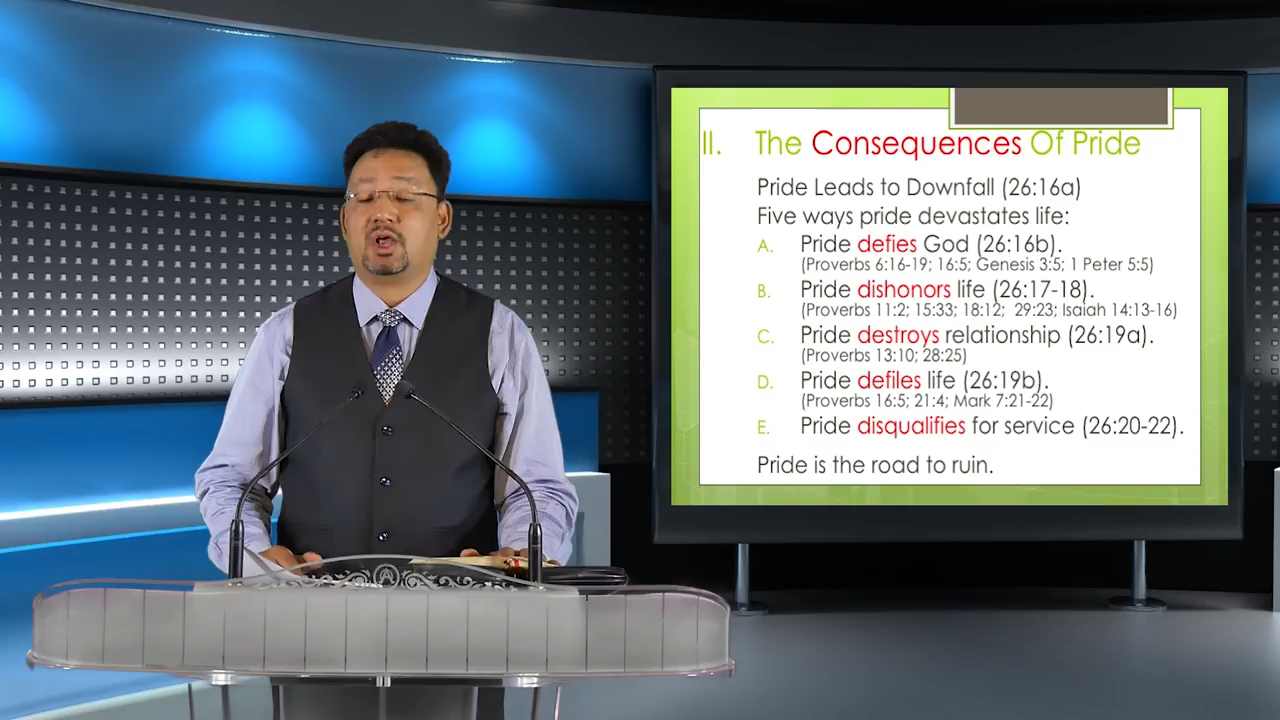 II. The Consequences Of Pride
Pride Leads to Downfall (26:16a)
Five ways pride devastates life:
A. Pride defies God (26:16b).
(Proverbs 6:16-19; 16:5; Genesis 3:5; 1 Peter 5:5)
B. Pride dishonors life (26:17-18).
(Proverbs 11:2; 15:33; 18:12; 29:23; Isaiah 14:13-16)
C. Pride destroys relationship (26:19a).
(Proverbs 13:10; 28:25)
D. Pride defiles life (26:19b).
(Proverbs 16:5; 21:4; Mark 7:21-22)
E. Pride disqualifies for service (26:20-22).
Pride is the road to ruin.